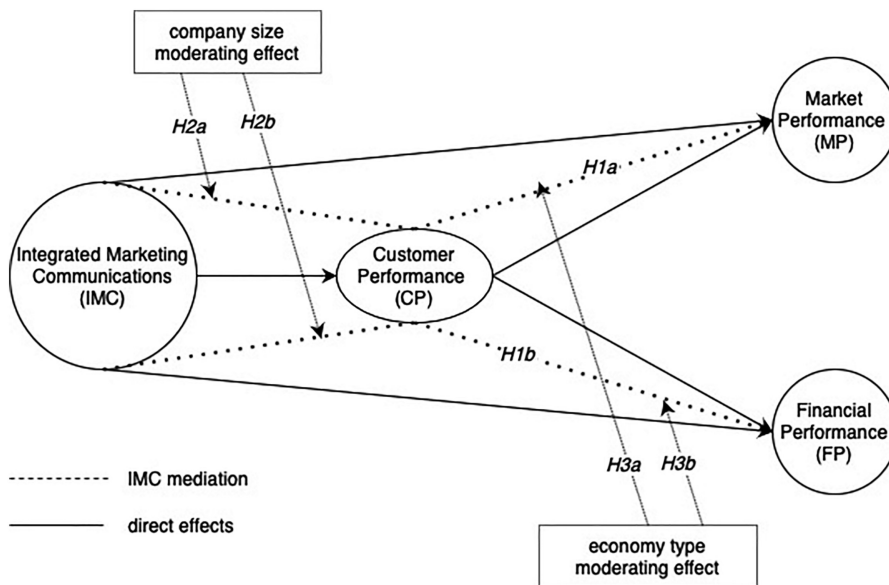 company size
moderating effect
Market
Performance
(MP)
H2a
H2b
H1a
Integrated Marketing
Communications
(IMC)
Customer
Performance
(CP)
H1b
Financial
Performance
(FP)
H3a
H3b
IMC mediation
direct effects
economy type
moderating effect